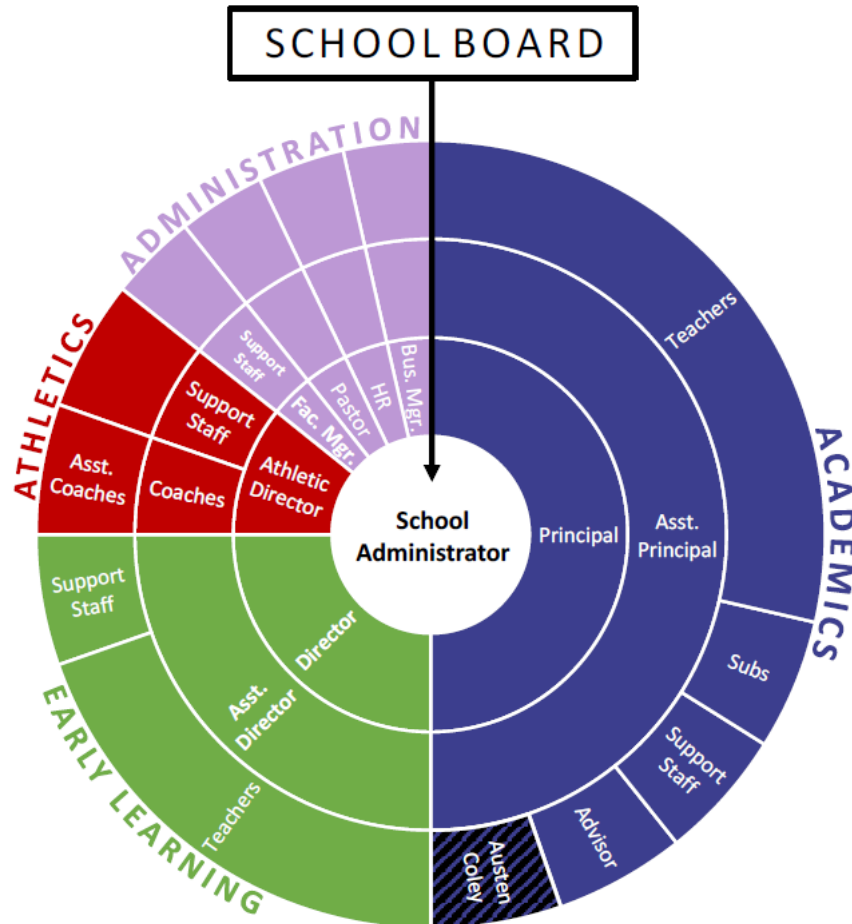 SCHOOL BOARD
ADMINISTRATION
ATHLETICS
ACADEMICS
EARLY LEARNING
Support
Staff
Fac. Mgr.
Pastor
HR
Bus. Mgr.
Support
Staff
Asst.
Coaches
Coaches
Athletic
Director
School
Administrator
Principal
Asst.
Principal
Teachers
Subs
Support
Staff
Advisor
Austen
Coley
Support
Staff
Director
Asst.
Director
Teachers